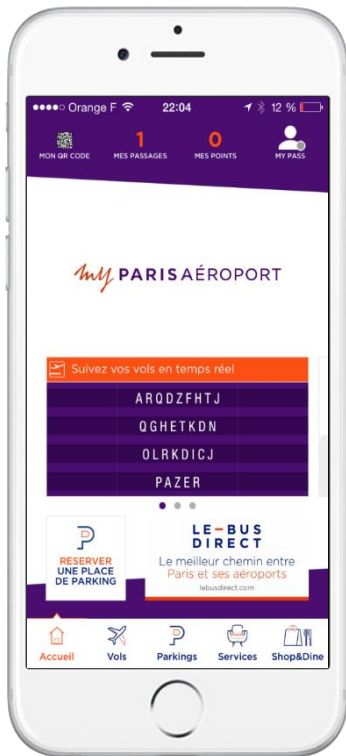 Orange F 22:04 12 %
1 0
MON QR CODE MES PASSAGES MES POINTS MY PASS
my PARIS AÉROPORT
Suivez vos vols en temps réel
ARQDZFHTJ
QGHETKDN
OLRKDICJ
PAZER
RESERVER
UNE PLACE
DE PARKING
LE-BUS
DIRECT
Le meilleur chemin entre
Paris et ses aéroports
lebusdirect.com
Accueil Vols Parkings Services Shop&Dine